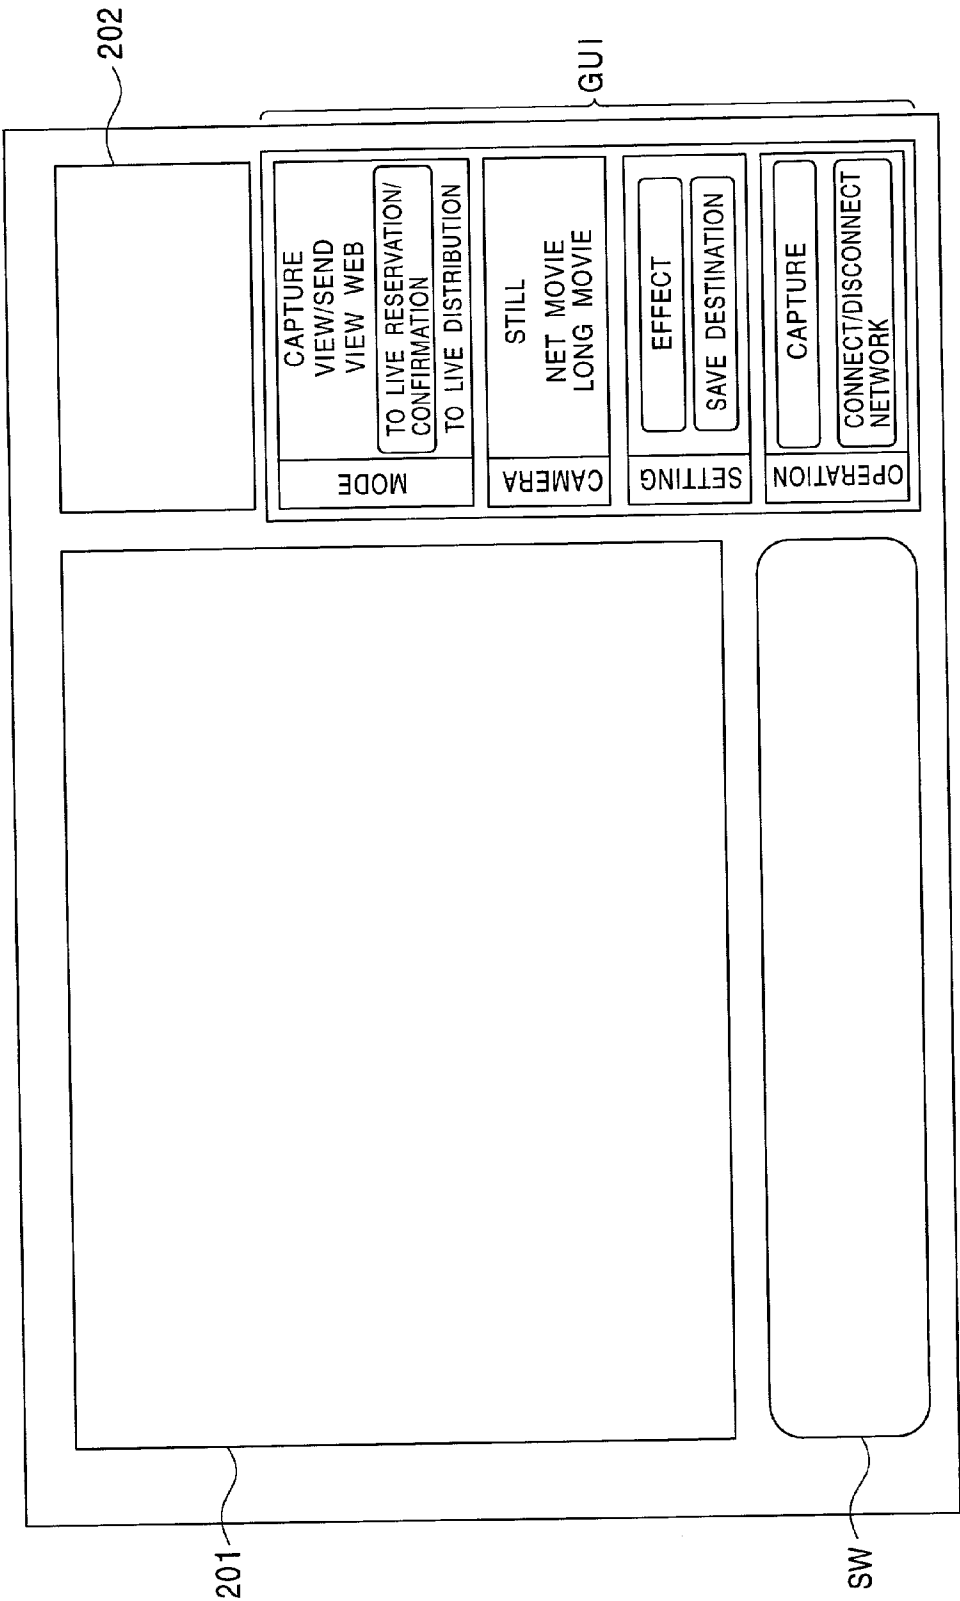 202
GUI
MODE
CAPTURE
VIEW/SEND
VIEW WEB
TO LIVE RESERVATION/
CONFIRMATION
TO LIVE DISTRIBUTION
CAMERA
STILL
NET MOVIE
LONG MOVIE
SETTING
EFFECT
SAVE DESTINATION
OPERATION
CAPTURE
CONNECT/DISCONNECT
NETWORK
201
SW